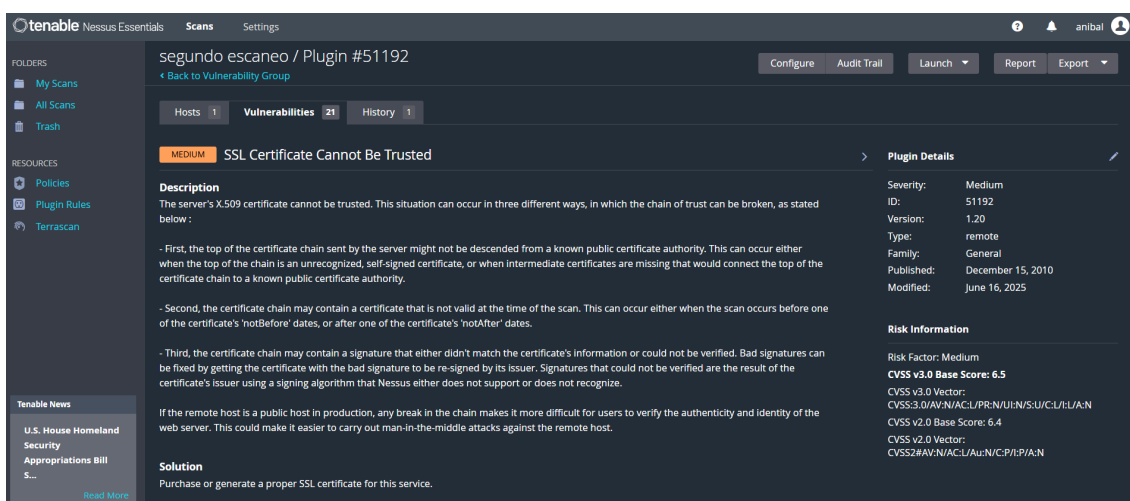 tenable Nessus Essentials Scans Settings anibal
FOLDERS
My Scans
All Scans
Trash
RESOURCES
Policies
Plugin Rules
Terrascan
Tenable News
U.S. House Homeland
Security
Appropriations Bill
S...
Read More
segundo escaneo / Plugin #51192
Back to Vulnerability Group
Configure Audit Trail Launch Report Export
Hosts 1 Vulnerabilities 21 History 1
MEDIUM SSL Certificate Cannot Be Trusted
Description
The server's X.509 certificate cannot be trusted. This situation can occur in three different ways, in which the chain of trust can be broken, as stated
below :
- First, the top of the certificate chain sent by the server might not be descended from a known public certificate authority. This can occur either
when the top of the chain is an unrecognized, self-signed certificate, or when intermediate certificates are missing that would connect the top of the
certificate chain to a known public certificate authority.
- Second, the certificate chain may contain a certificate that is not valid at the time of the scan. This can occur either when the scan occurs before one
of the certificate's 'notBefore' dates, or after one of the certificate's 'notAfter' dates.
- Third, the certificate chain may contain a signature that either didn't match the certificate's information or could not be verified. Bad signatures can
be fixed by getting the certificate with the bad signature to be re-signed by its issuer. Signatures that could not be verified are the result of the
certificate's issuer using a signing algorithm that Nessus either does not support or does not recognize.
If the remote host is a public host in production, any break in the chain makes it more difficult for users to verify the authenticity and identity of the
web server. This could make it easier to carry out man-in-the-middle attacks against the remote host.
Solution
Purchase or generate a proper SSL certificate for this service.
Plugin Details
Severity: Medium
ID: 51192
Version: 1.20
Type: remote
Family: General
Published: December 15, 2010
Modified: June 16, 2025
Risk Information
Risk Factor: Medium
CVSS v3.0 Base Score: 6.5
CVSS v3.0 Vector:
CVSS:3.0/AV:N/AC:L/PR:N/UI:N/S:U/C:L/I:L/A:N
CVSS v2.0 Base Score: 6.4
CVSS v2.0 Vector:
CVSS2#AV:N/AC:L/Au:N/C:P/I:P/A:N